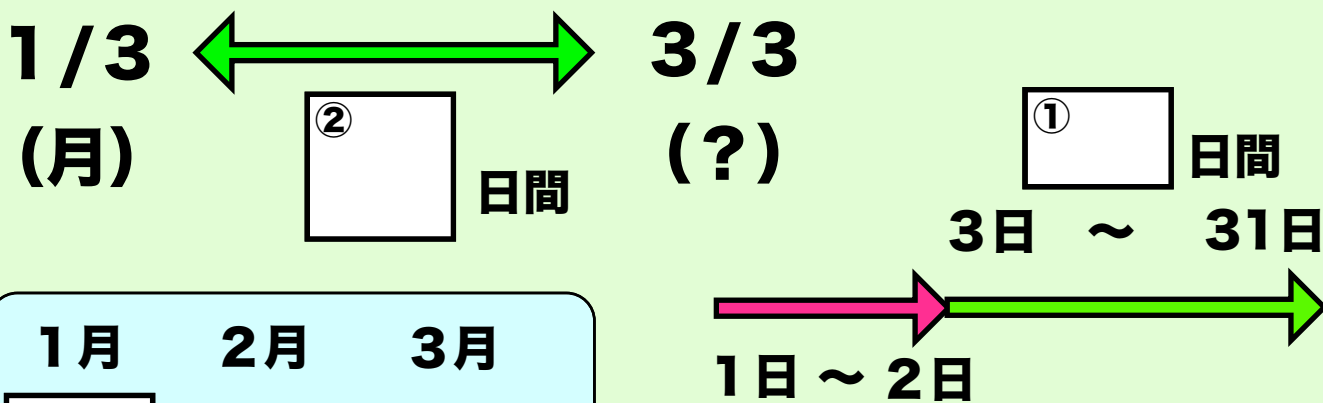 1/3
3/3
(月)
②
日間
(?)
①
日間
3日 ～ 31日
1日～2日
1月 2月 3月